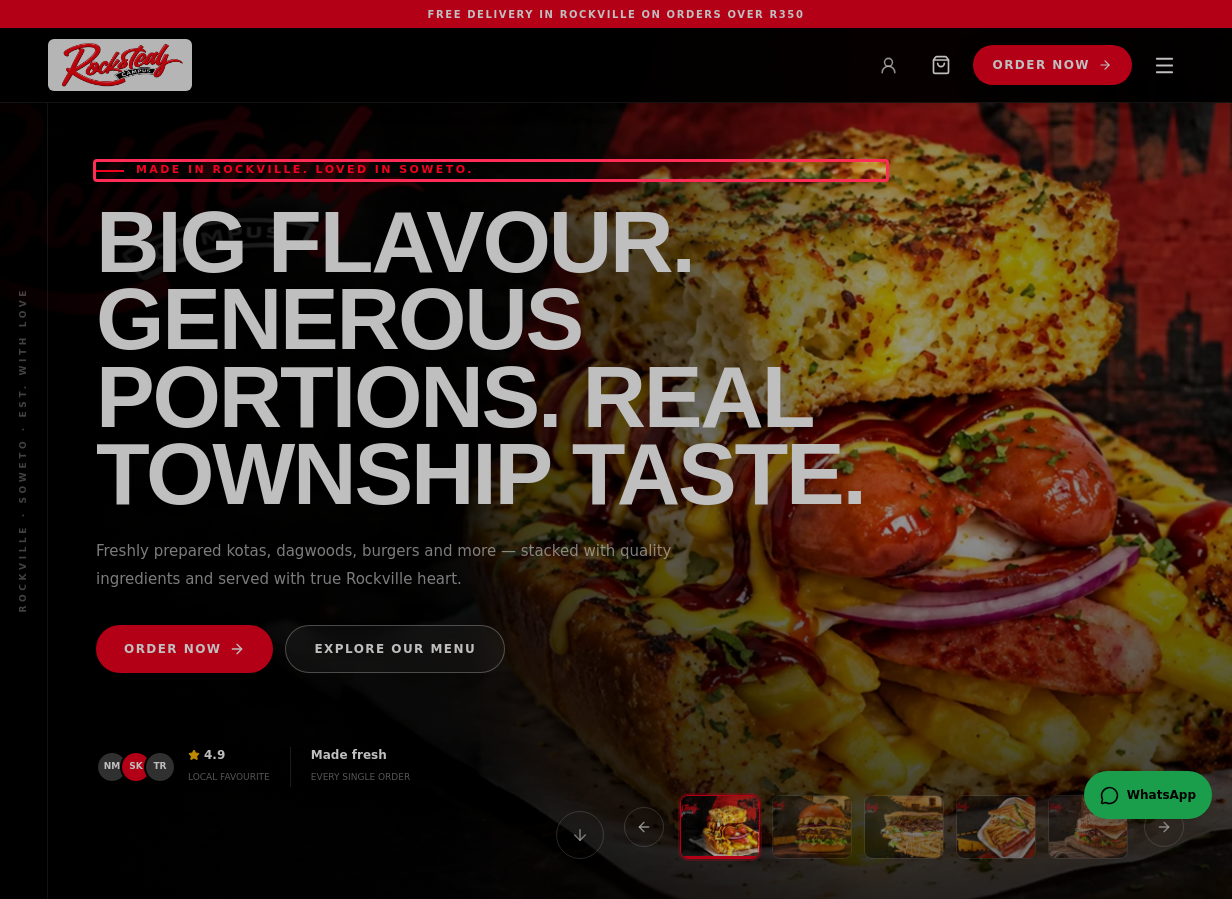 FREE DELIVERY IN ROCKVILLE ON ORDERS OVER R350
Rocksteady
CAMPUS
ORDER NOW
MADE IN ROCKVILLE. LOVED IN SOWETO.
BIG FLAVOUR.
GENEROUS
PORTIONS. REAL
TOWNSHIP TASTE.
ROCKVILLE · SOWETO · EST. WITH LOVE
Freshly prepared kotas, dagwoods, burgers and more — stacked with quality
ingredients and served with true Rockville heart.
ORDER NOW
EXPLORE OUR MENU
NM
SK
TR
4.9
LOCAL FAVOURITE
Made fresh
EVERY SINGLE ORDER
WhatsApp